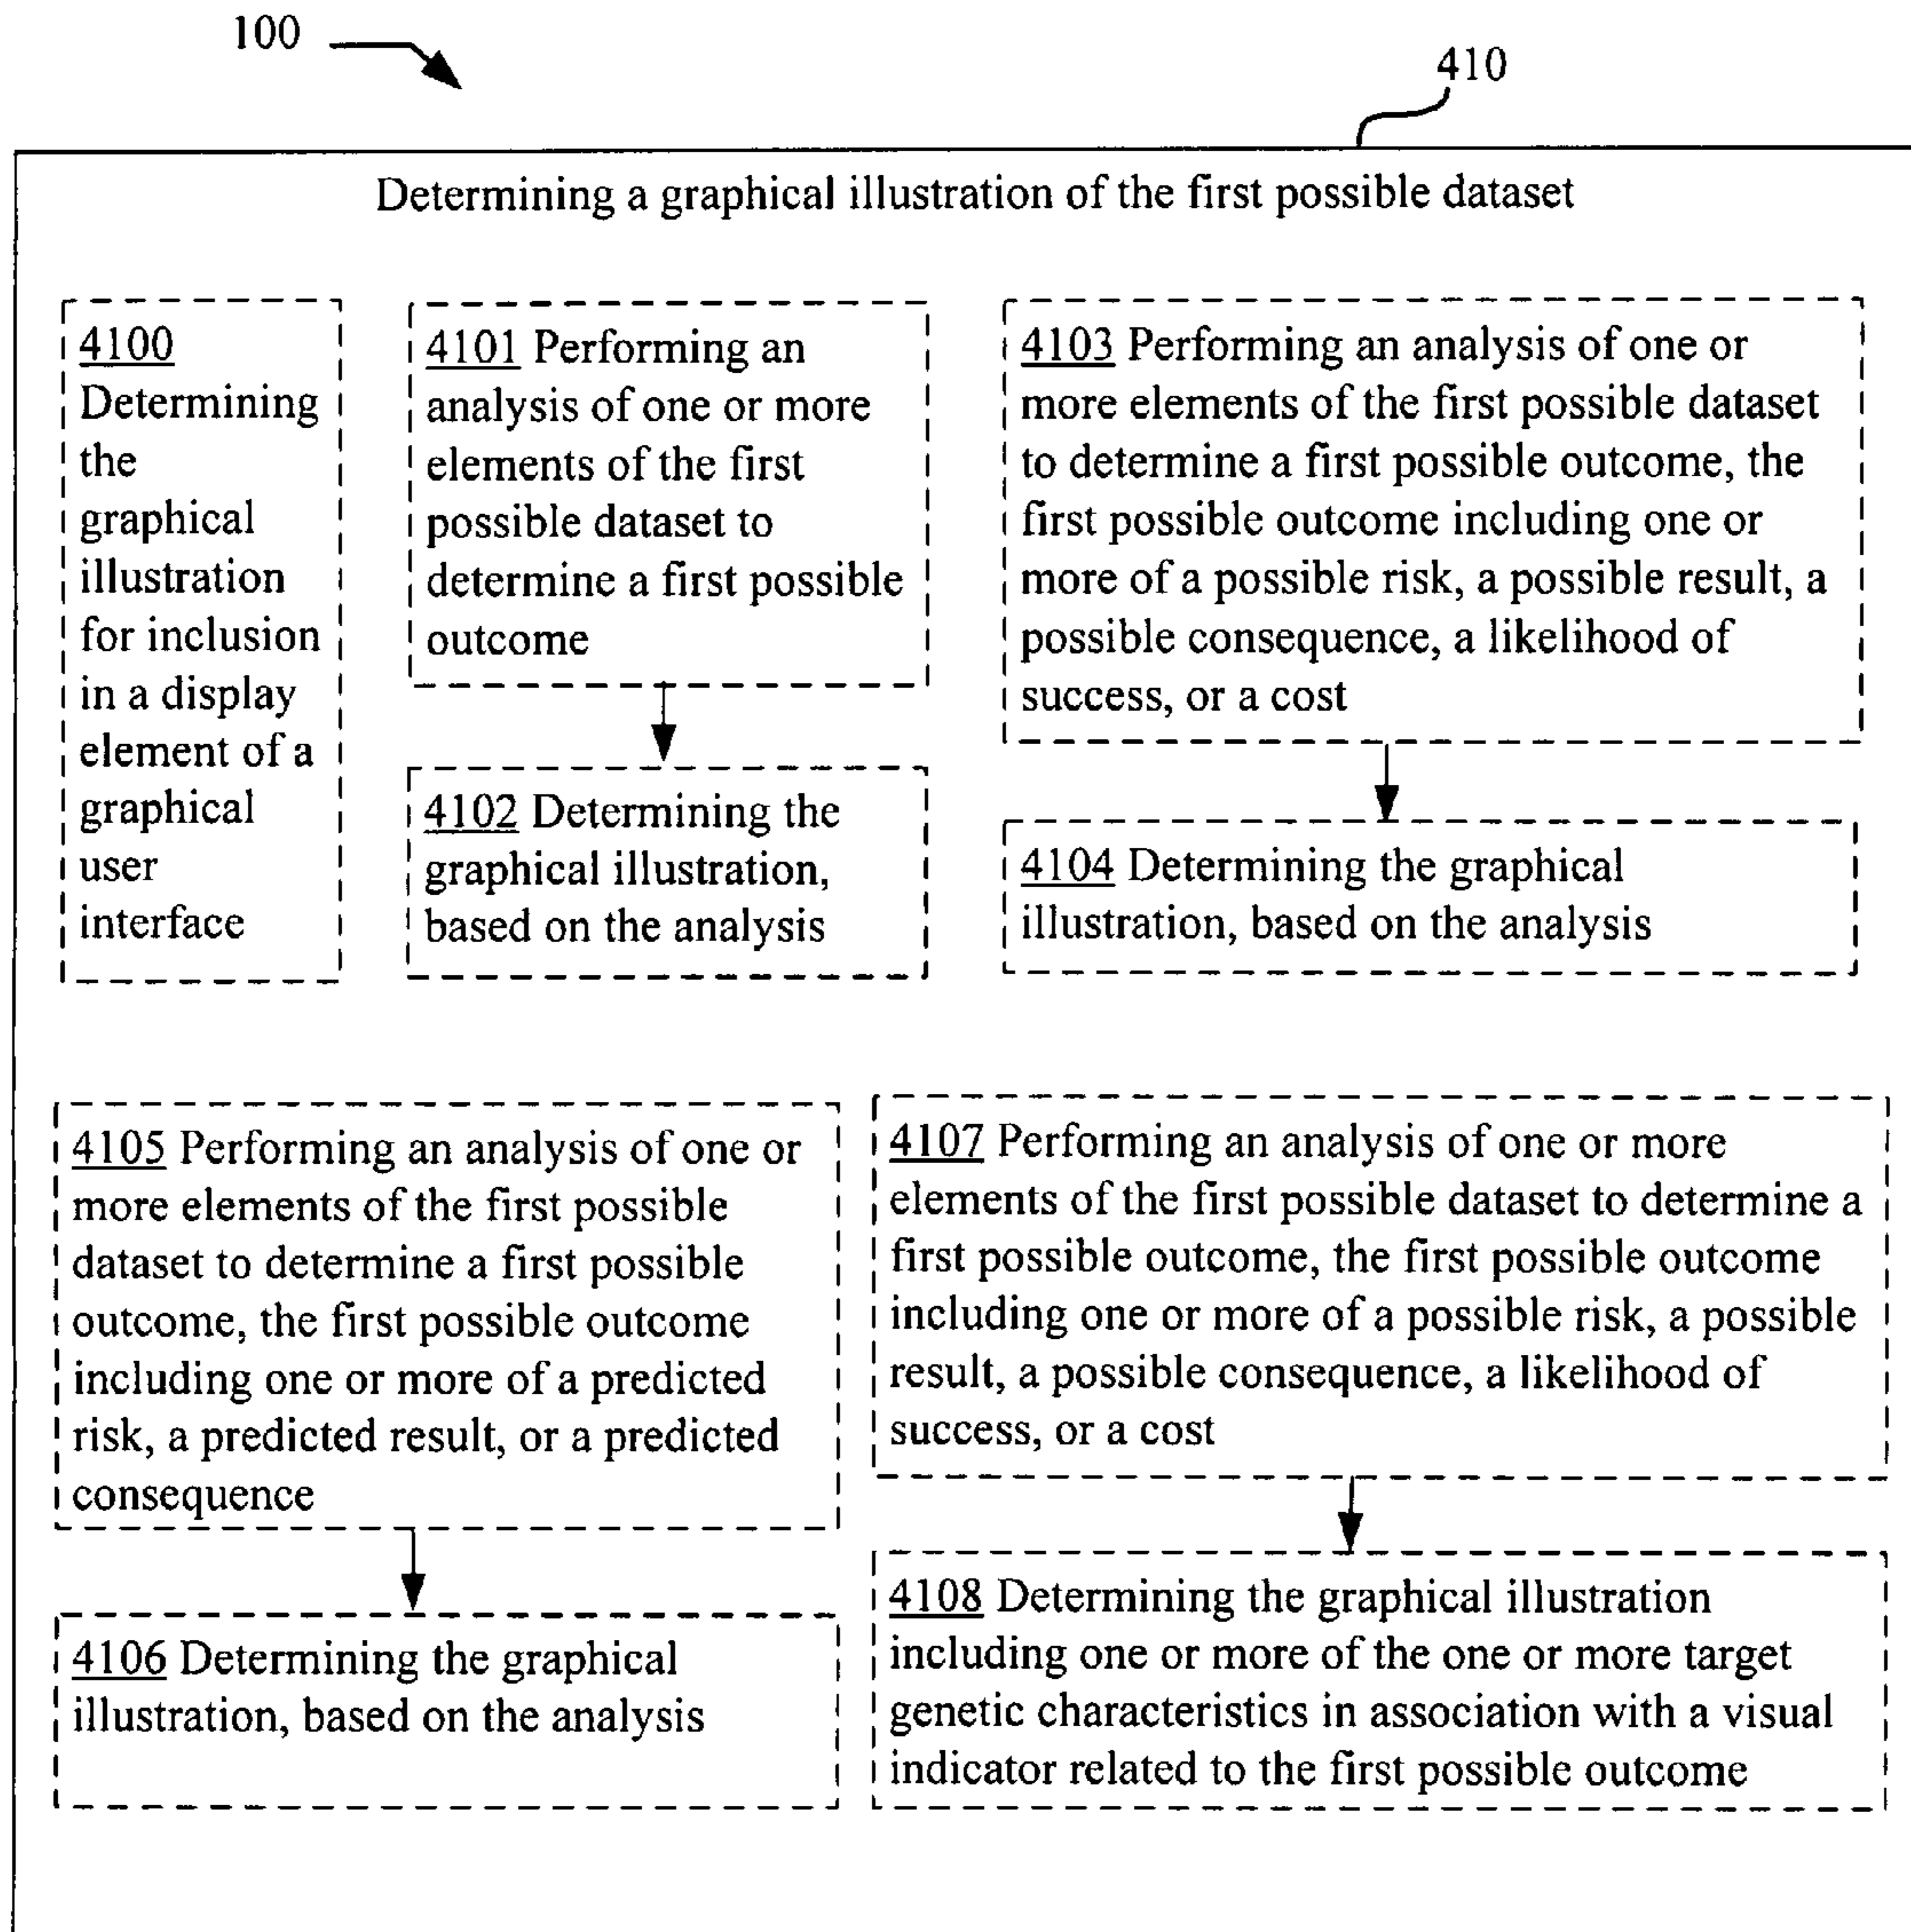 100
410
Determining a graphical illustration of the first possible dataset
4100
Determining
the
graphical
illustration
for inclusion
in a display
element of a
graphical
user
interface
4101 Performing an
analysis of one or more
elements of the first
possible dataset to
determine a first possible
outcome
4102 Determining the
graphical illustration,
based on the analysis
4103 Performing an analysis of one or
more elements of the first possible dataset
to determine a first possible outcome, the
first possible outcome including one or
more of a possible risk, a possible result, a
possible consequence, a likelihood of
success, or a cost
4104 Determining the graphical
illustration, based on the analysis
4105 Performing an analysis of one or
more elements of the first possible
dataset to determine a first possible
outcome, the first possible outcome
including one or more of a predicted
risk, a predicted result, or a predicted
consequence
4106 Determining the graphical
illustration, based on the analysis
4107 Performing an analysis of one or more
elements of the first possible dataset to determine a
first possible outcome, the first possible outcome
including one or more of a possible risk, a possible
result, a possible consequence, a likelihood of
success, or a cost
4108 Determining the graphical illustration
including one or more of the one or more target
genetic characteristics in association with a visual
indicator related to the first possible outcome